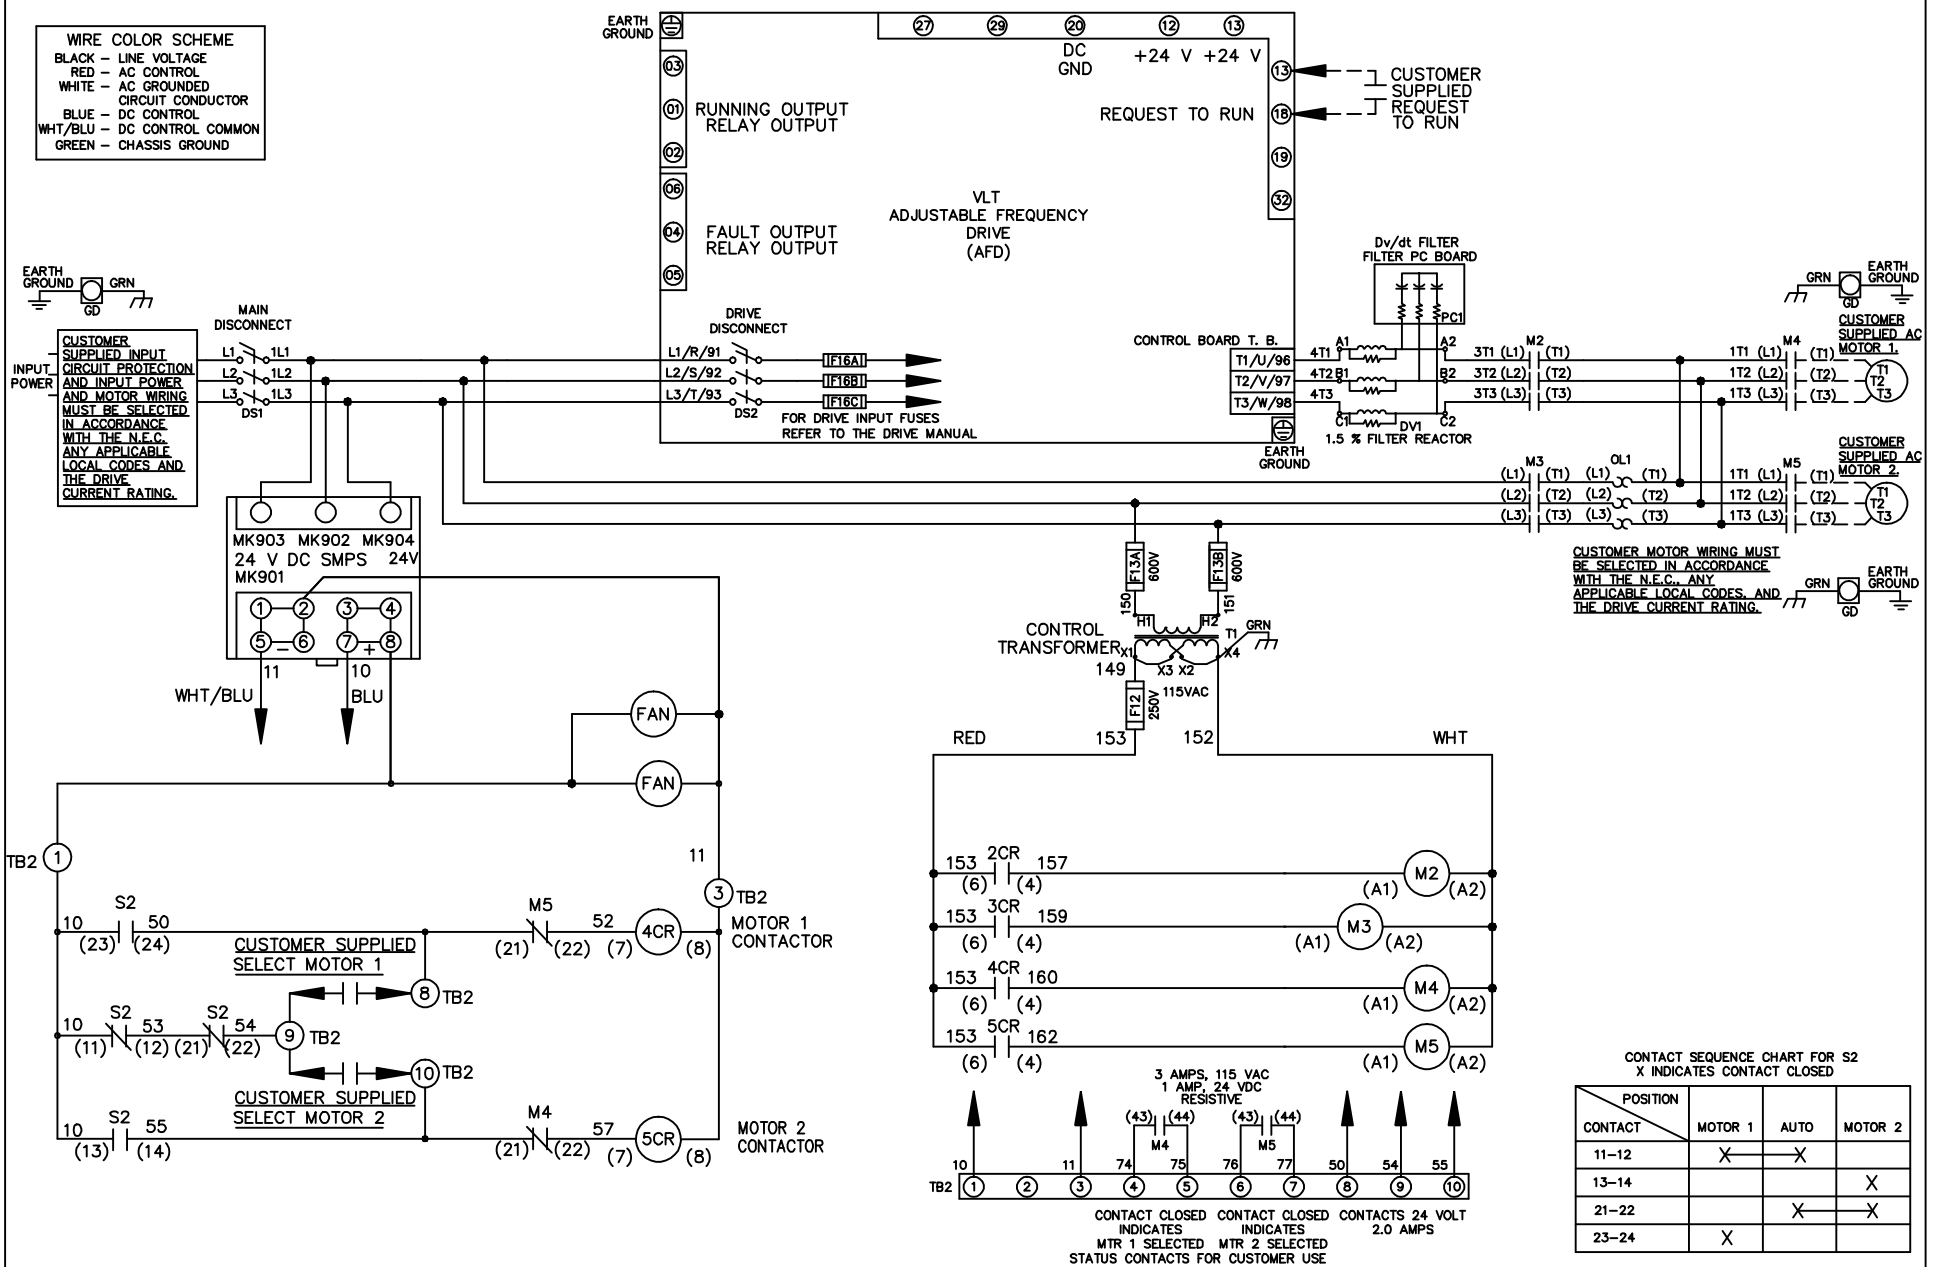 WIRE COLOR SCHEME
BLACK – LINE VOLTAGE
RED – AC CONTROL
WHITE – AC GROUNDED
CIRCUIT CONDUCTOR
BLUE – DC CONTROL
WHT/BLU – DC CONTROL COMMON
GREEN – CHASSIS GROUND
EARTH
GROUND
03
01
02
06
04
05
RUNNING OUTPUT
RELAY OUTPUT
FAULT OUTPUT
RELAY OUTPUT
27
29
20
12
13
DC
GND
+24 V +24 V
13
18
19
32
REQUEST TO RUN
CUSTOMER
SUPPLIED
REQUEST
TO RUN
VLT
ADJUSTABLE FREQUENCY
DRIVE
(AFD)
EARTH
GROUND
GRN
GD
INPUT
POWER
CUSTOMER
SUPPLIED INPUT
CIRCUIT PROTECTION
AND INPUT POWER
AND MOTOR WIRING
MUST BE SELECTED
IN ACCORDANCE
WITH THE N.E.C.
ANY APPLICABLE
LOCAL CODES AND
THE DRIVE
CURRENT RATING.
MAIN
DISCONNECT
L1 1L1
L2 1L2
L3 1L3
DS1
DRIVE
DISCONNECT
L1/R/91
L2/S/92
L3/T/93
DS2
F16A
F16B
F16C
FOR DRIVE INPUT FUSES
REFER TO THE DRIVE MANUAL
CONTROL BOARD T. B.
T1/U/96
T2/V/97
T3/W/98
EARTH
GROUND
Dv/dt FILTER
FILTER PC BOARD
PC1
4T1 A1 A2
4T2 B1 B2
4T3 C1 C2
DV1
1.5 % FILTER REACTOR
M2
3T1 (L1) (T1)
3T2 (L2) (T2)
3T3 (L3) (T3)
M4
1T1 (L1) (T1)
1T2 (L2) (T2)
1T3 (L3) (T3)
T1
T2
T3
GRN
GD
EARTH
GROUND
CUSTOMER
SUPPLIED AC
MOTOR 1.
M3 OL1
(L1) (T1) (L1) (T1)
(L2) (T2) (L2) (T2)
(L3) (T3) (L3) (T3)
M5
1T1 (L1) (T1)
1T2 (L2) (T2)
1T3 (L3) (T3)
T1
T2
T3
CUSTOMER
SUPPLIED AC
MOTOR 2.
CUSTOMER MOTOR WIRING MUST
BE SELECTED IN ACCORDANCE
WITH THE N.E.C., ANY
APPLICABLE LOCAL CODES, AND
THE DRIVE CURRENT RATING.
GRN
GD
EARTH
GROUND
MK903 MK902 MK904
24 V DC SMPS 24V
MK901
1 2 3 4
5 – 6 7 + 8
11
10
WHT/BLU
BLU
FAN
FAN
F13A
600V
F13B
600V
150
151
H1 H2
CONTROL
TRANSFORMER
T1
GRN
X1 X3 X2 X4
149
115VAC
F12
250V
153
152
RED
WHT
153 2CR 157
(6) (4)
(A1) M2 (A2)
153 3CR 159
(6) (4)
(A1) M3 (A2)
153 4CR 160
(6) (4)
(A1) M4 (A2)
153 5CR 162
(6) (4)
(A1) M5 (A2)
TB2 1
11
3 TB2
10 S2 50
(23) (24)
M5
(21) (22)
52
(7) 4CR (8)
MOTOR 1
CONTACTOR
CUSTOMER SUPPLIED
SELECT MOTOR 1
8 TB2
10 S2 53 S2 54
(11) (12) (21) (22)
9 TB2
10 TB2
CUSTOMER SUPPLIED
SELECT MOTOR 2
10 S2 55
(13) (14)
M4
(21) (22)
57
(7) 5CR (8)
MOTOR 2
CONTACTOR
3 AMPS, 115 VAC
1 AMP, 24 VDC
RESISTIVE
(43) (44)
M4
(43) (44)
M5
10 11 74 75 76 77 50 54 55
TB2 1 2 3 4 5 6 7 8 9 10
CONTACT CLOSED
INDICATES
MTR 1 SELECTED
CONTACT CLOSED
INDICATES
MTR 2 SELECTED
STATUS CONTACTS FOR CUSTOMER USE
CONTACTS 24 VOLT
2.0 AMPS
CONTACT SEQUENCE CHART FOR S2
X INDICATES CONTACT CLOSED
POSITION
CONTACT MOTOR 1 AUTO MOTOR 2
11–12 X X
13–14 X
21–22 X X
23–24 X